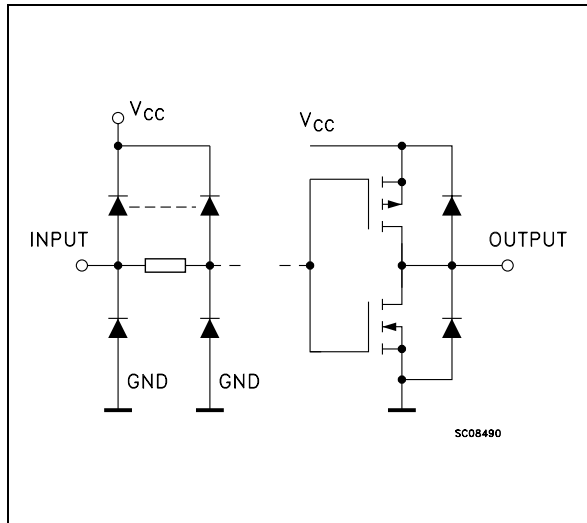 VCC
VCC
INPUT
OUTPUT
GND
GND
SC08490